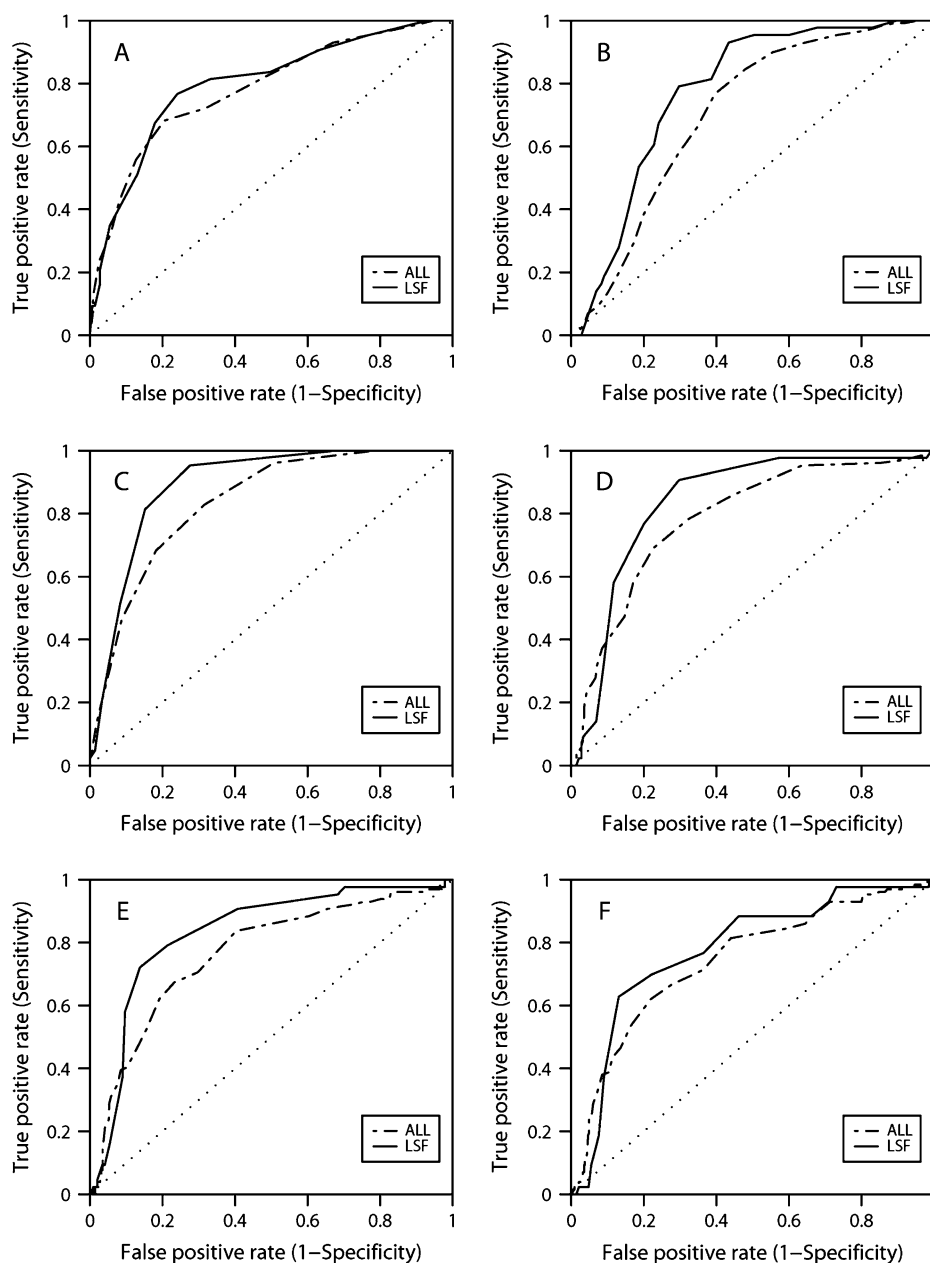 A
True positive rate (Sensitivity)
1
0.8
0.6
0.4
0.2
0
ALL
LSF
0 0.2 0.4 0.6 0.8 1
False positive rate (1−Specificity)
B
True positive rate (Sensitivity)
1
0.8
0.6
0.4
0.2
0
ALL
LSF
0 0.2 0.4 0.6 0.8
False positive rate (1−Specificity)
C
True positive rate (Sensitivity)
1
0.8
0.6
0.4
0.2
0
ALL
LSF
0 0.2 0.4 0.6 0.8 1
False positive rate (1−Specificity)
D
True positive rate (Sensitivity)
1
0.8
0.6
0.4
0.2
0
ALL
LSF
0 0.2 0.4 0.6 0.8
False positive rate (1−Specificity)
E
True positive rate (Sensitivity)
1
0.8
0.6
0.4
0.2
0
ALL
LSF
0 0.2 0.4 0.6 0.8 1
False positive rate (1−Specificity)
F
True positive rate (Sensitivity)
1
0.8
0.6
0.4
0.2
0
ALL
LSF
0 0.2 0.4 0.6 0.8
False positive rate (1−Specificity)